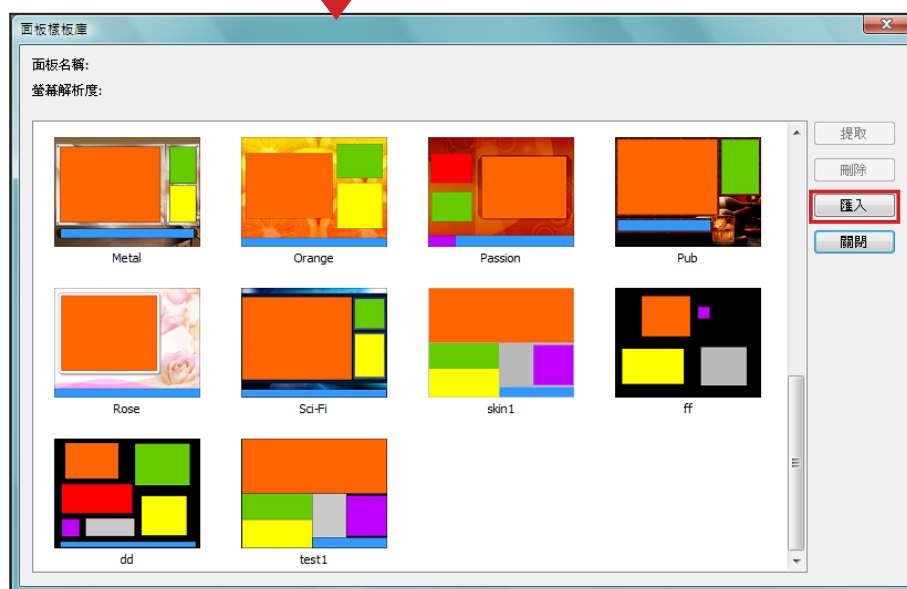 面板樣板庫
面板名稱:
螢幕解析度:
提取
刪除
匯入
關閉
Metal
Orange
Passion
Pub
Rose
Sci-Fi
skin1
ff
dd
test1